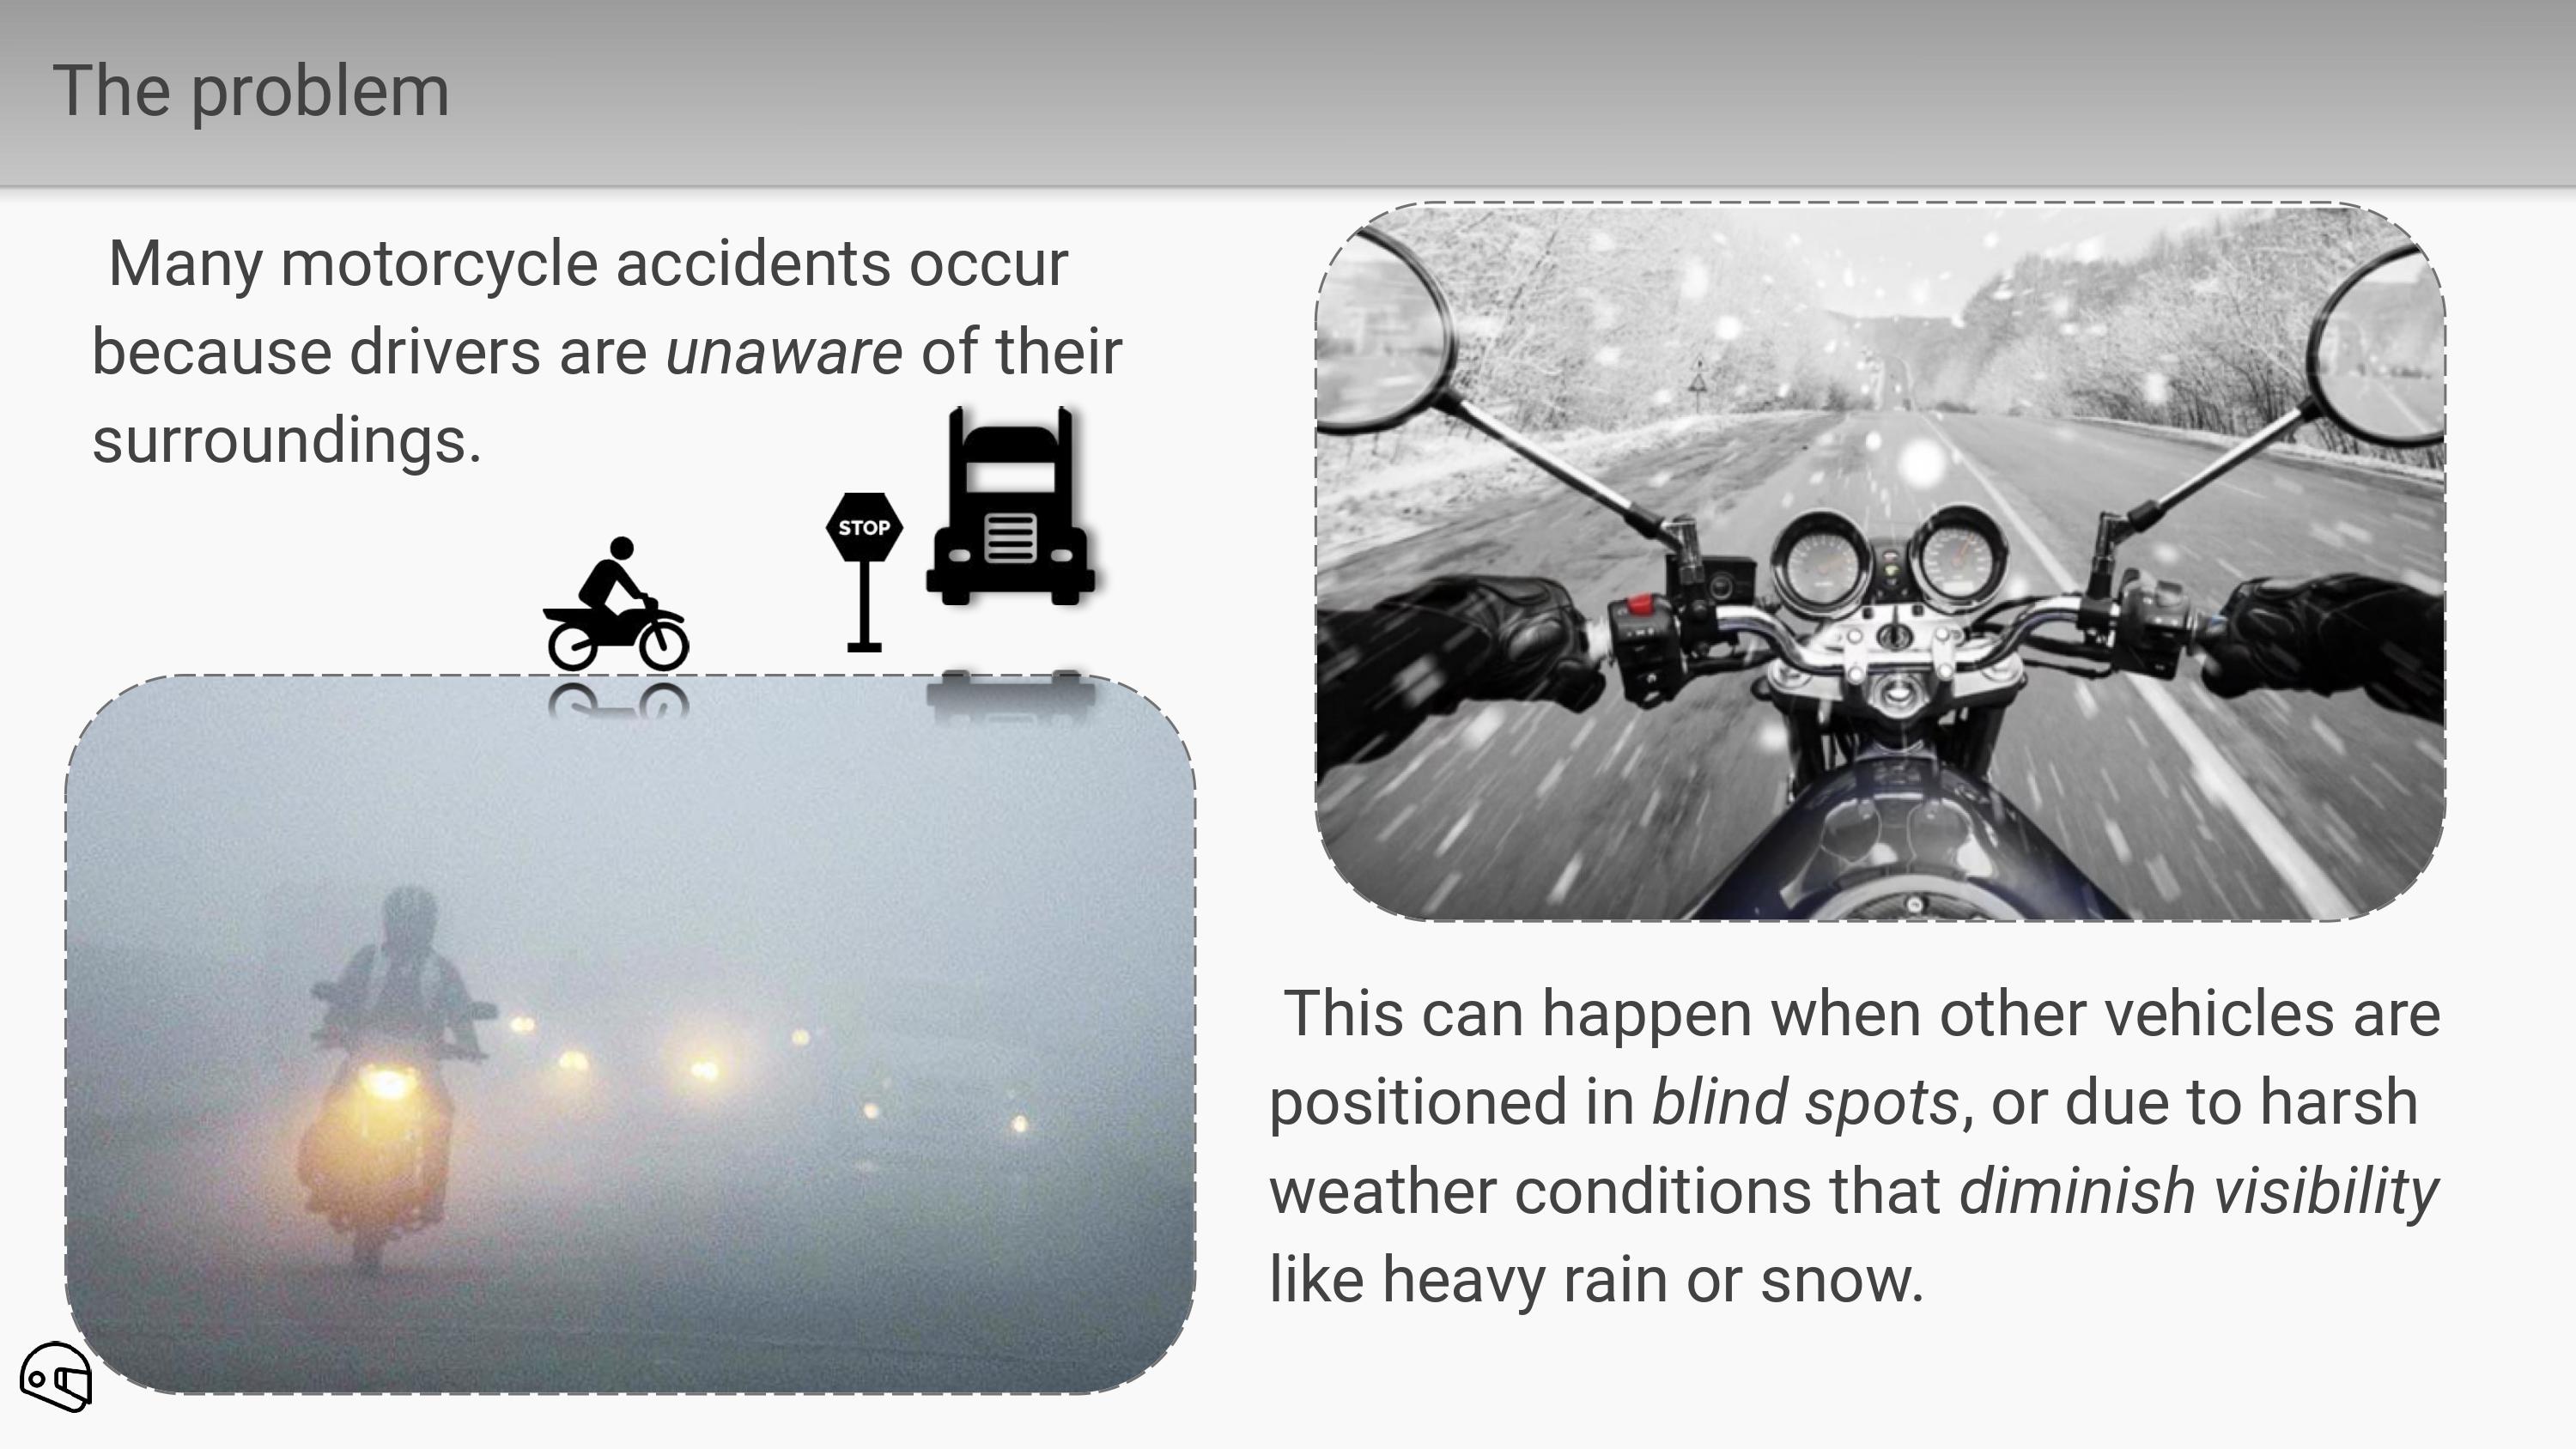 The problem
Many motorcycle accidents occur
because drivers are unaware of their
surroundings.
STOP
This can happen when other vehicles are
positioned in blind spots, or due to harsh
weather conditions that diminish visibility
like heavy rain or snow.